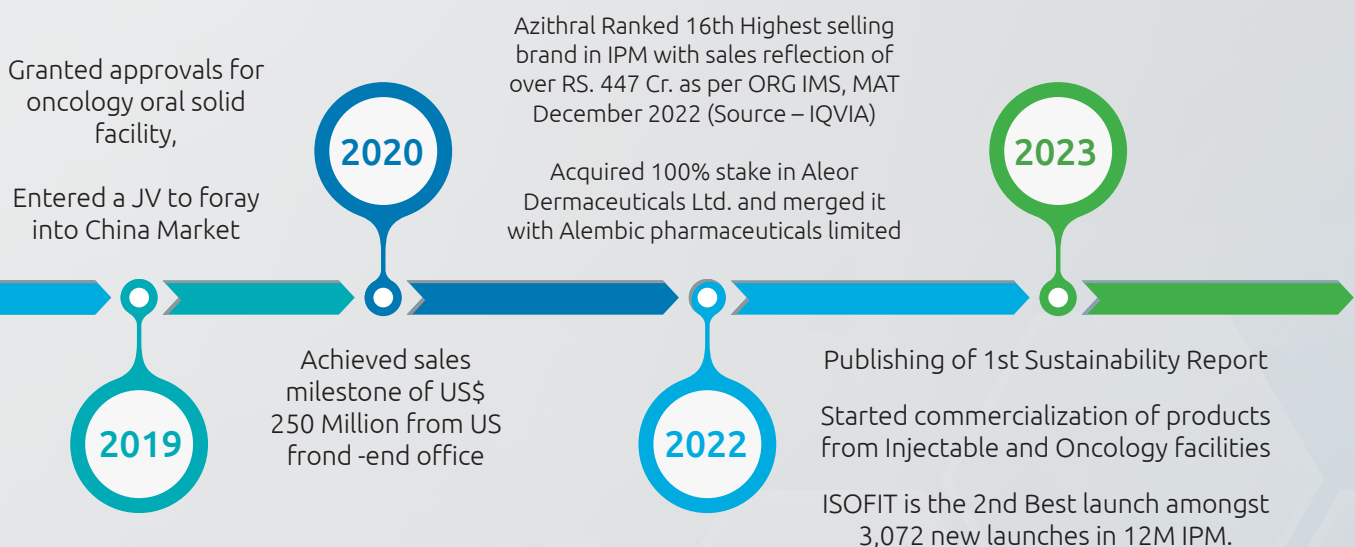 Granted approvals for
oncology oral solid
facility,
Entered a JV to foray
into China Market
2019
2020
Achieved sales
milestone of US$
250 Million from US
frond -end office
Azithral Ranked 16th Highest selling
brand in IPM with sales reflection of
over RS. 447 Cr. as per ORG IMS, MAT
December 2022 (Source – IQVIA)
Acquired 100% stake in Aleor
Dermaceuticals Ltd. and merged it
with Alembic pharmaceuticals limited
2022
2023
Publishing of 1st Sustainability Report
Started commercialization of products
from Injectable and Oncology facilities
ISOFIT is the 2nd Best launch amongst
3,072 new launches in 12M IPM.